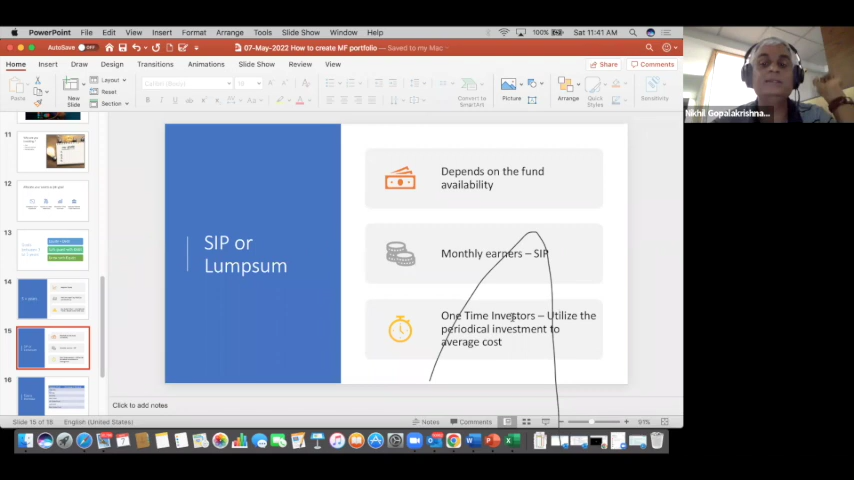 PowerPoint File Edit View Insert Format Arrange Tools Slide Show Window Help 100% Sat 11:41 AM
AutoSave OFF 07-May-2022 How to create MF portfolio — Saved to my Mac
Home Insert Draw Design Transitions Animations Slide Show Review View Share Comments
Paste New Slide Layout Reset Section Convert to SmartArt Picture Arrange Quick Styles Sensitivity
Nikhil Gopalakrishna...
11
12
13
14
15
16
SIP or
Lumpsum
Depends on the fund
availability
Monthly earners – SIP
One Time Investors – Utilize the
periodical investment to
average cost
Click to add notes
Slide 15 of 18 English (United States) Notes Comments 91%